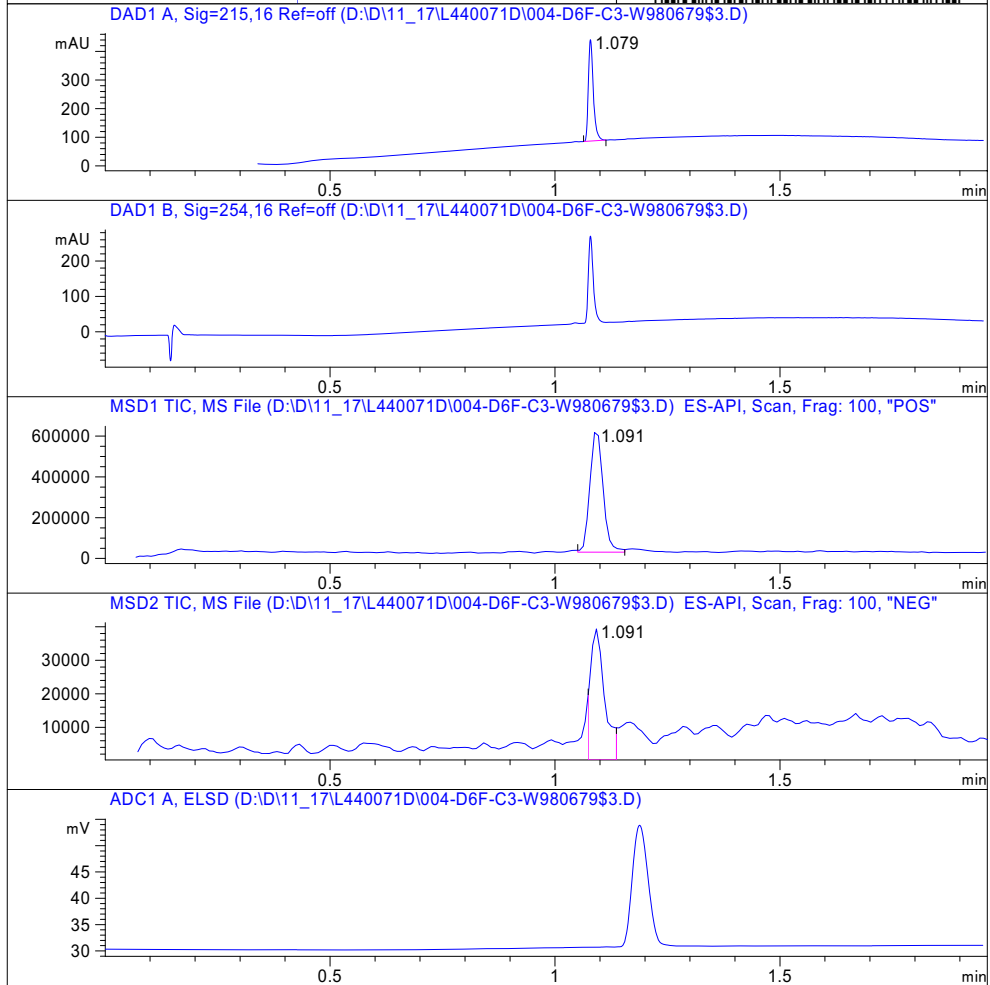 DAD1 A, Sig=215,16 Ref=off (D:\D\11_17\L440071D\004-D6F-C3-W980679$3.D)
mAU
1.079
300
200
100
0
0.5
1
1.5
min
DAD1 B, Sig=254,16 Ref=off (D:\D\11_17\L440071D\004-D6F-C3-W980679$3.D)
mAU
200
100
0
0.5
1
1.5
min
MSD1 TIC, MS File (D:\D\11_17\L440071D\004-D6F-C3-W980679$3.D) ES-API, Scan, Frag: 100, "POS"
600000
1.091
400000
200000
0
0.5
1
1.5
min
MSD2 TIC, MS File (D:\D\11_17\L440071D\004-D6F-C3-W980679$3.D) ES-API, Scan, Frag: 100, "NEG"
1.091
30000
20000
10000
0.5
1
1.5
min
ADC1 A, ELSD (D:\D\11_17\L440071D\004-D6F-C3-W980679$3.D)
mV
45
40
35
30
0.5
1
1.5
min